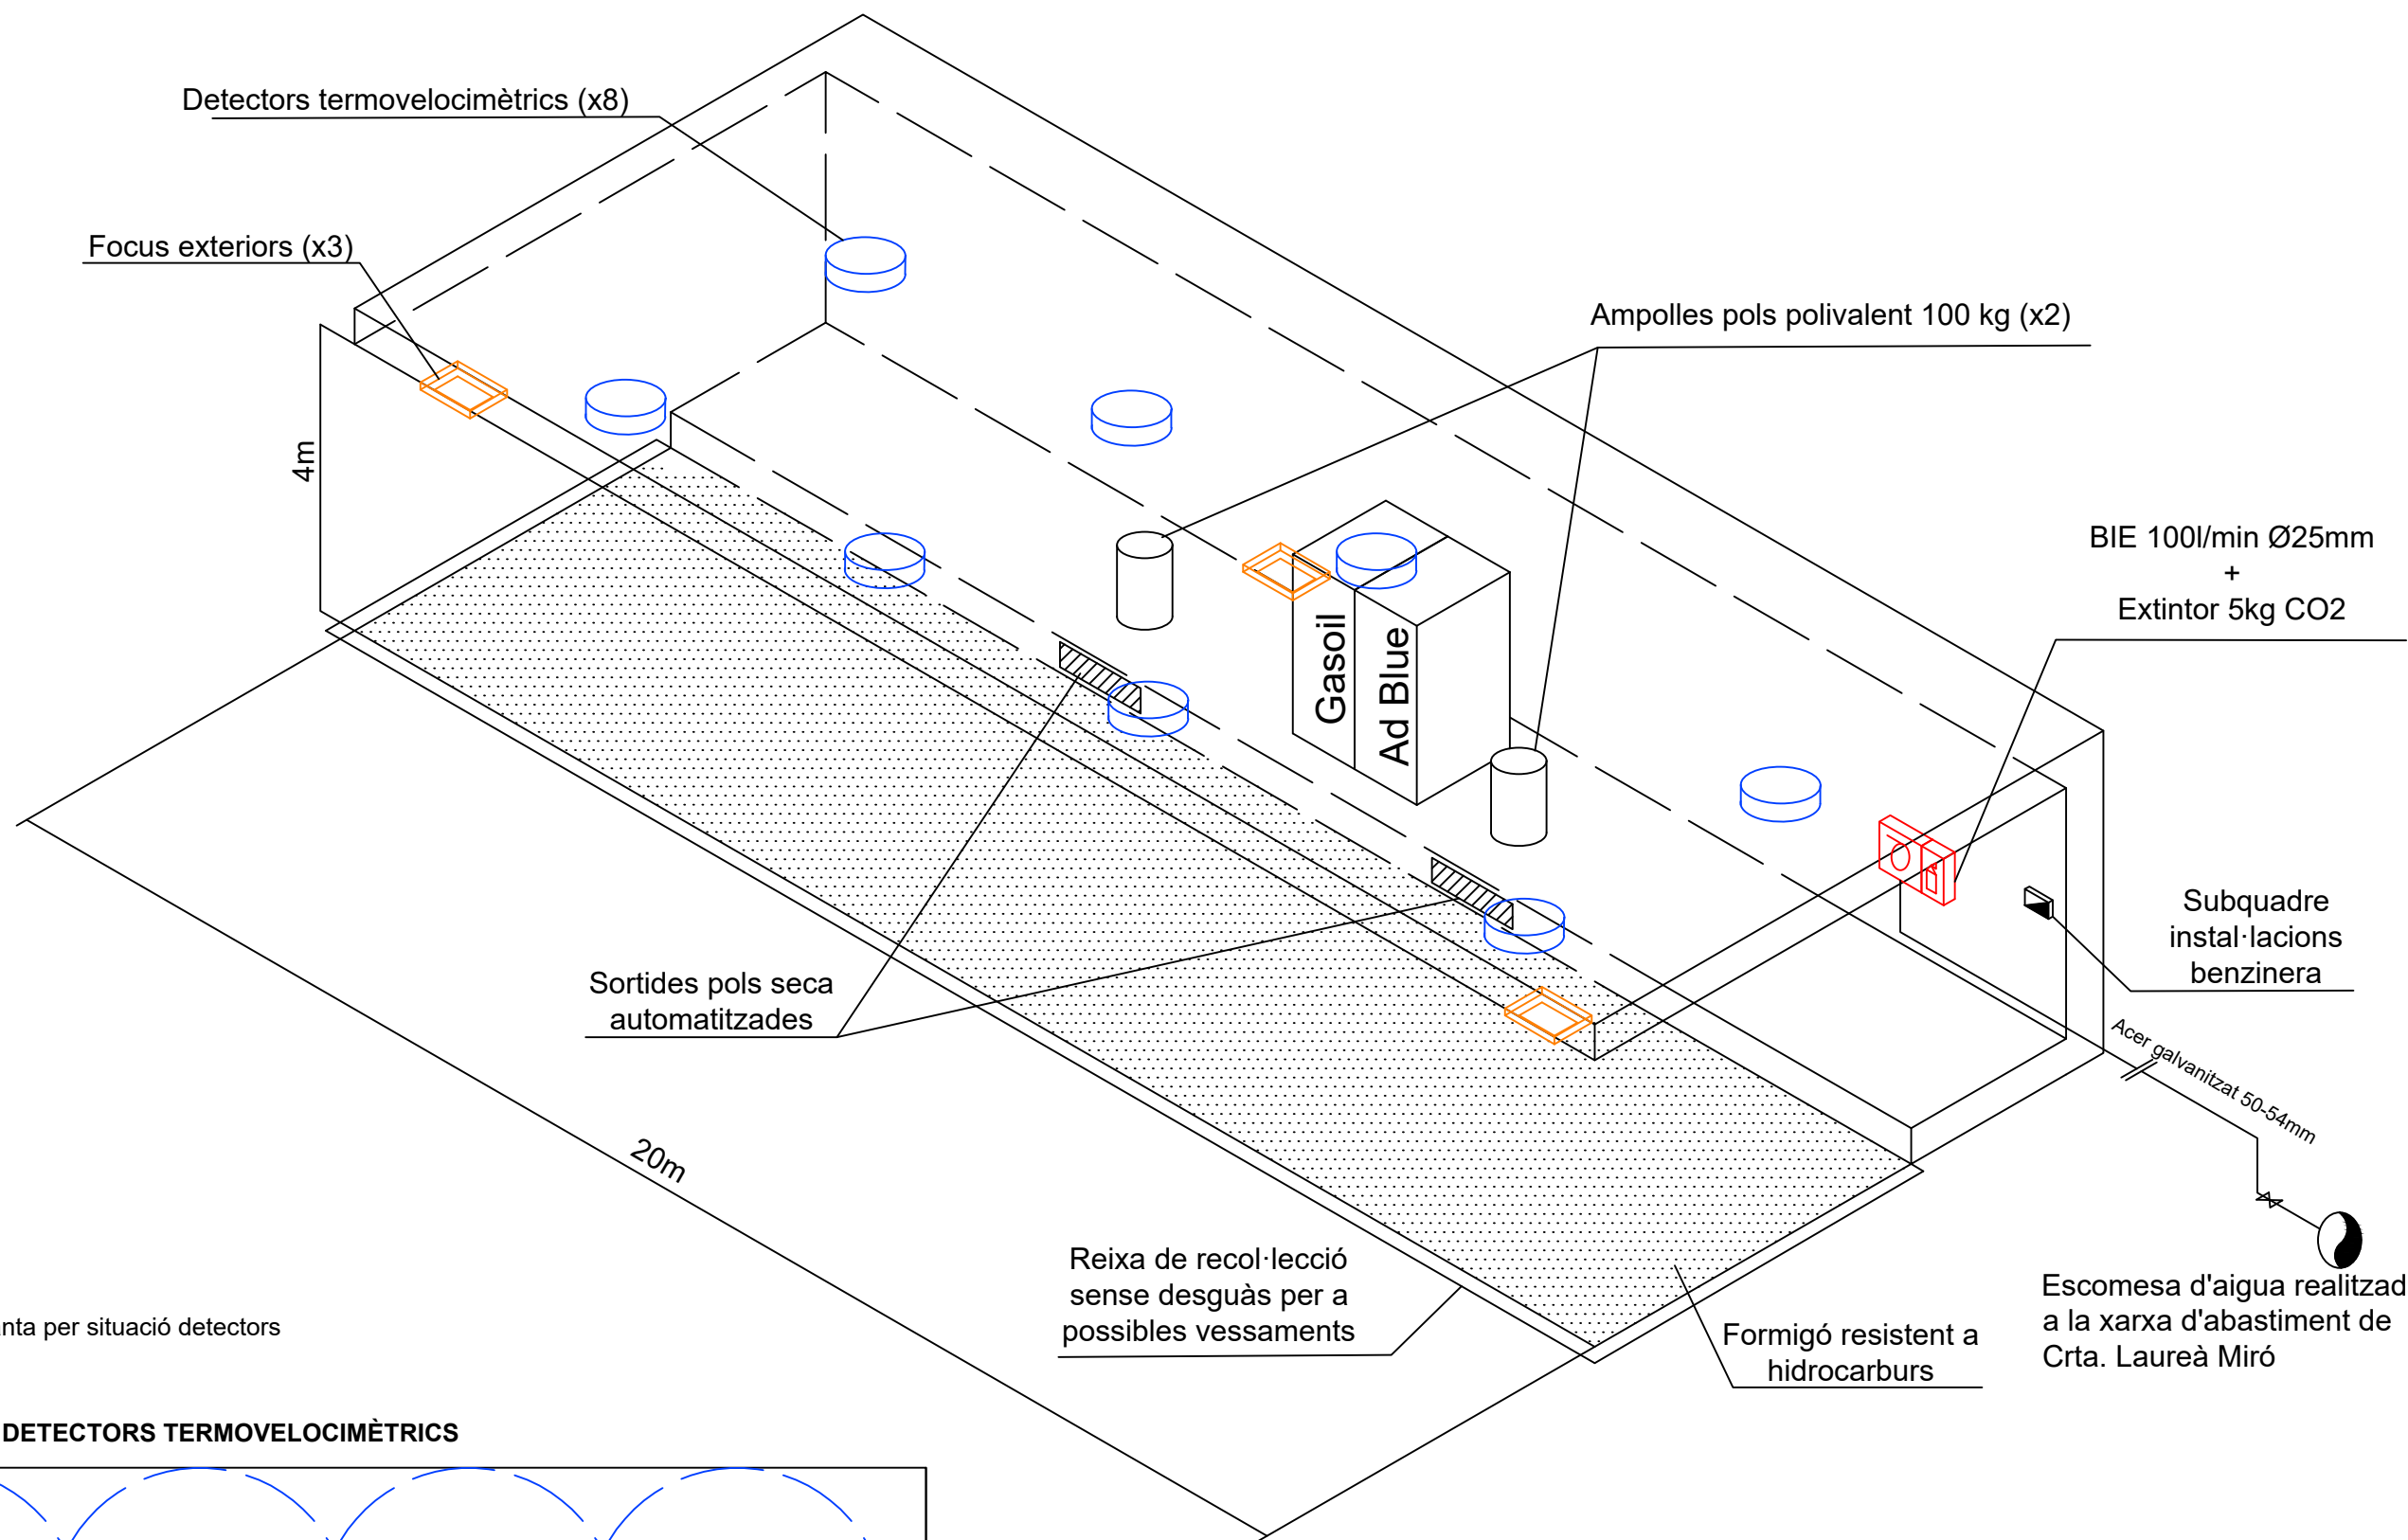 Detectors termovelocimètrics (x8)
Focus exteriors (x3)
Ampolles pols polivalent 100 kg (x2)
4m
BIE 100l/min Ø25mm
+
Extintor 5kg CO2
Gasoil
Ad Blue
Subquadre
instal·lacions
benzinera
Sortides pols seca
automatitzades
Acer galvanitzat 50-54mm
20m
Reixa de recol·lecció
sense desguàs per a
possibles vessaments
Formigó resistent a
hidrocarburs
Escomesa d'aigua realitzad
a la xarxa d'abastiment de
Crta. Laureà Miró
nta per situació detectors
DETECTORS TERMOVELOCIMÈTRICS